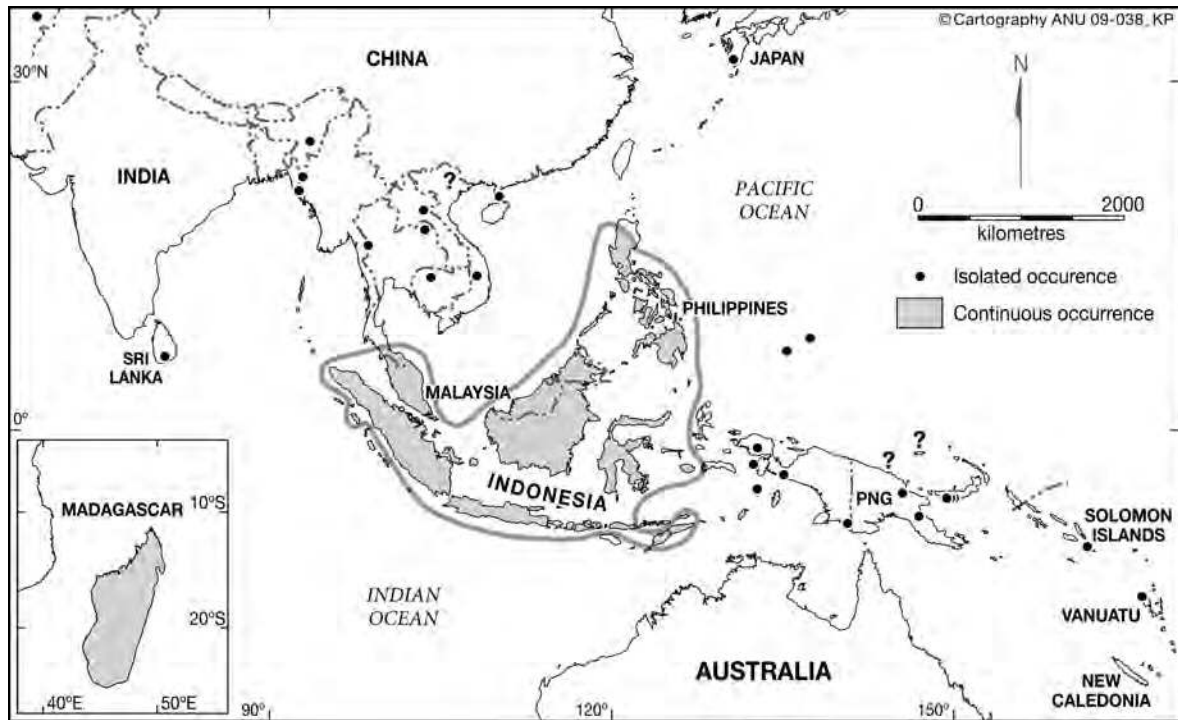 ©Cartography ANU 09-038_KP
CHINA
JAPAN
30°N
N
INDIA
?
PACIFIC
OCEAN
0
2000
kilometres
Isolated occurence
Continuous occurrence
PHILIPPINES
SRI
LANKA
MALAYSIA
0°
?
?
INDONESIA
PNG
MADAGASCAR
10°S
20°S
40°E
50°E
SOLOMON
ISLANDS
INDIAN
OCEAN
VANUATU
AUSTRALIA
NEW
CALEDONIA
90°
120°
150°